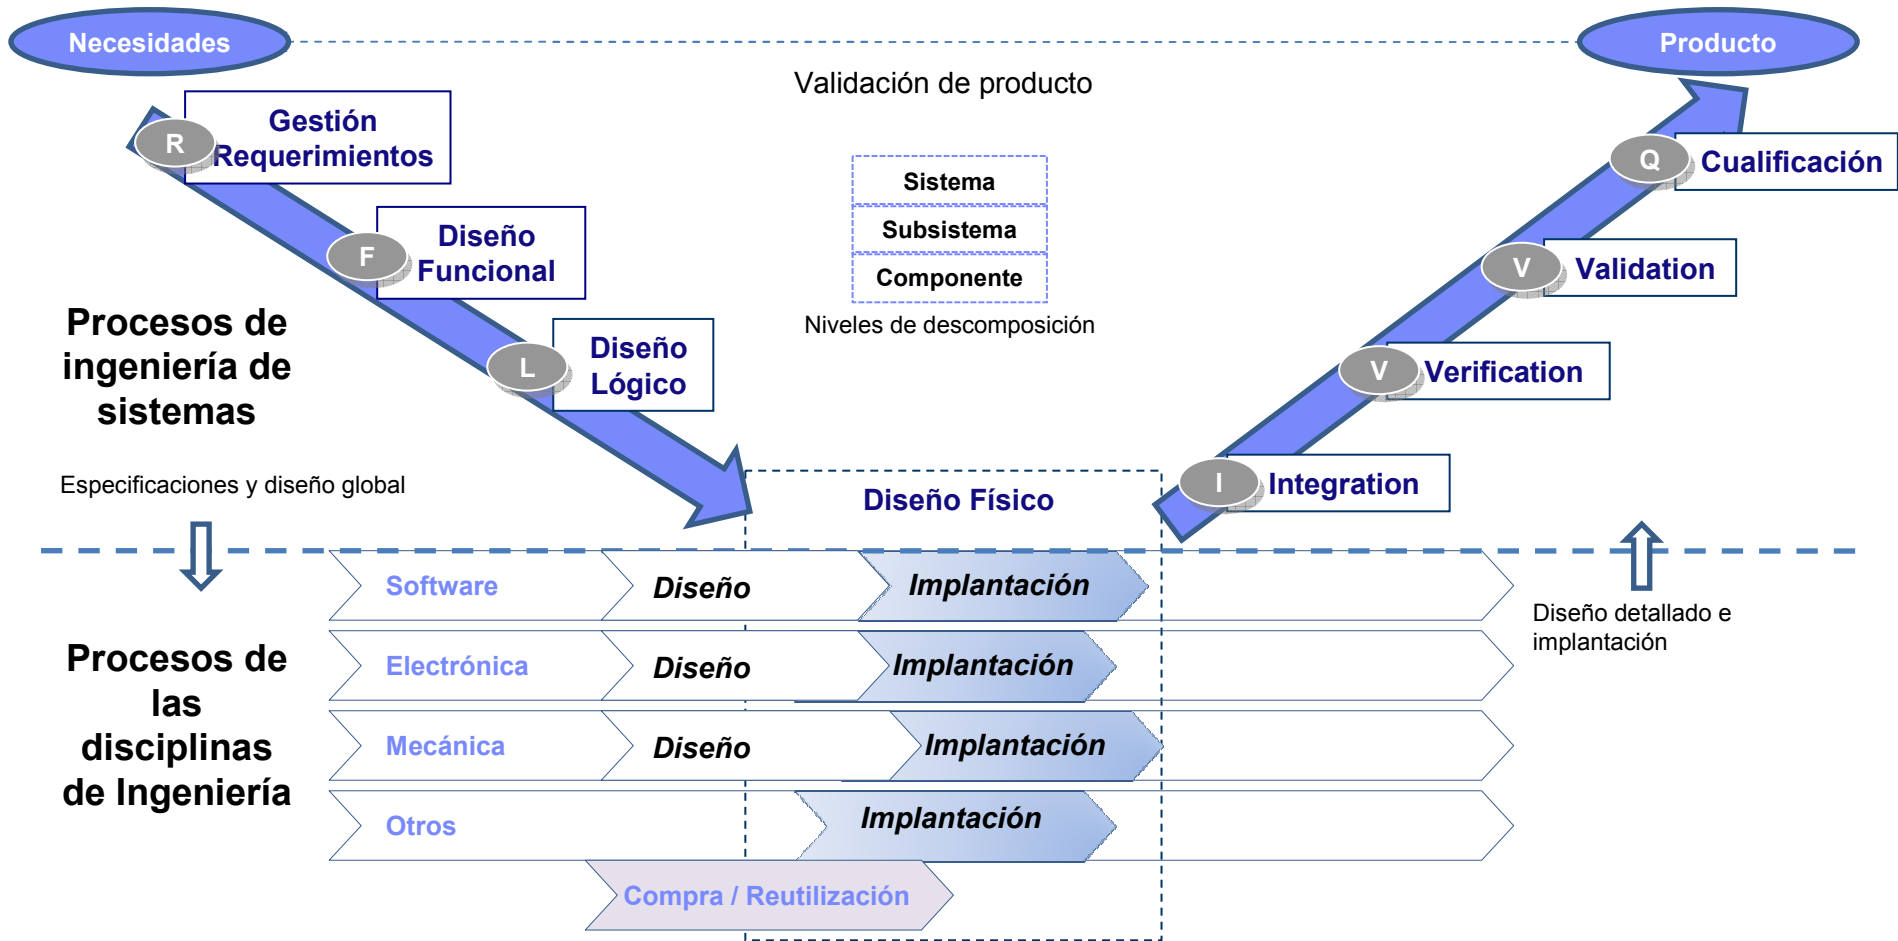 Necesidades
Producto
Validación de producto
R
Gestión
Requerimientos
Q
Cualificación
Sistema
Subsistema
Componente
Niveles de descomposición
F
Diseño
Funcional
V
Validation
Procesos de
ingeniería de
sistemas
L
Diseño
Lógico
V
Verification
Especificaciones y diseño global
Diseño Físico
I
Integration
Software
Diseño
Implantación
Diseño detallado e
implantación
Procesos de
las
disciplinas
de Ingeniería
Electrónica
Diseño
Implantación
Mecánica
Diseño
Implantación
Otros
Implantación
Compra / Reutilización